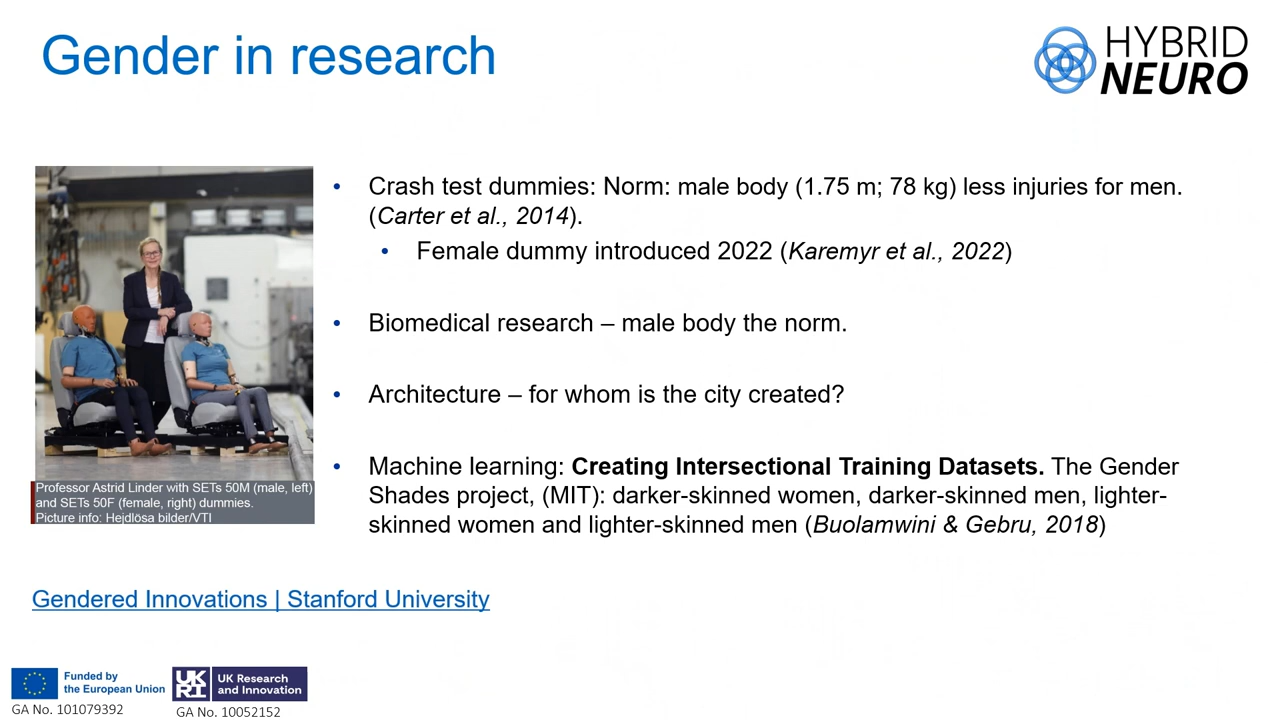 Gender in research
HYBRID
NEURO
• Crash test dummies: Norm: male body (1.75 m; 78 kg) less injuries for men.
(Carter et al., 2014).
• Female dummy introduced 2022 (Karemyr et al., 2022)
• Biomedical research – male body the norm.
• Architecture – for whom is the city created?
• Machine learning: Creating Intersectional Training Datasets. The Gender
Shades project, (MIT): darker-skinned women, darker-skinned men, lighter-
skinned women and lighter-skinned men (Buolamwini & Gebru, 2018)
Professor Astrid Linder with SETs 50M (male, left)
and SETs 50F (female, right) dummies.
Picture info: Hejdlösa bilder/VTI
Gendered Innovations | Stanford University
Funded by
the European Union
GA No. 101079392
UK
RI
UK Research
and Innovation
GA No. 10052152